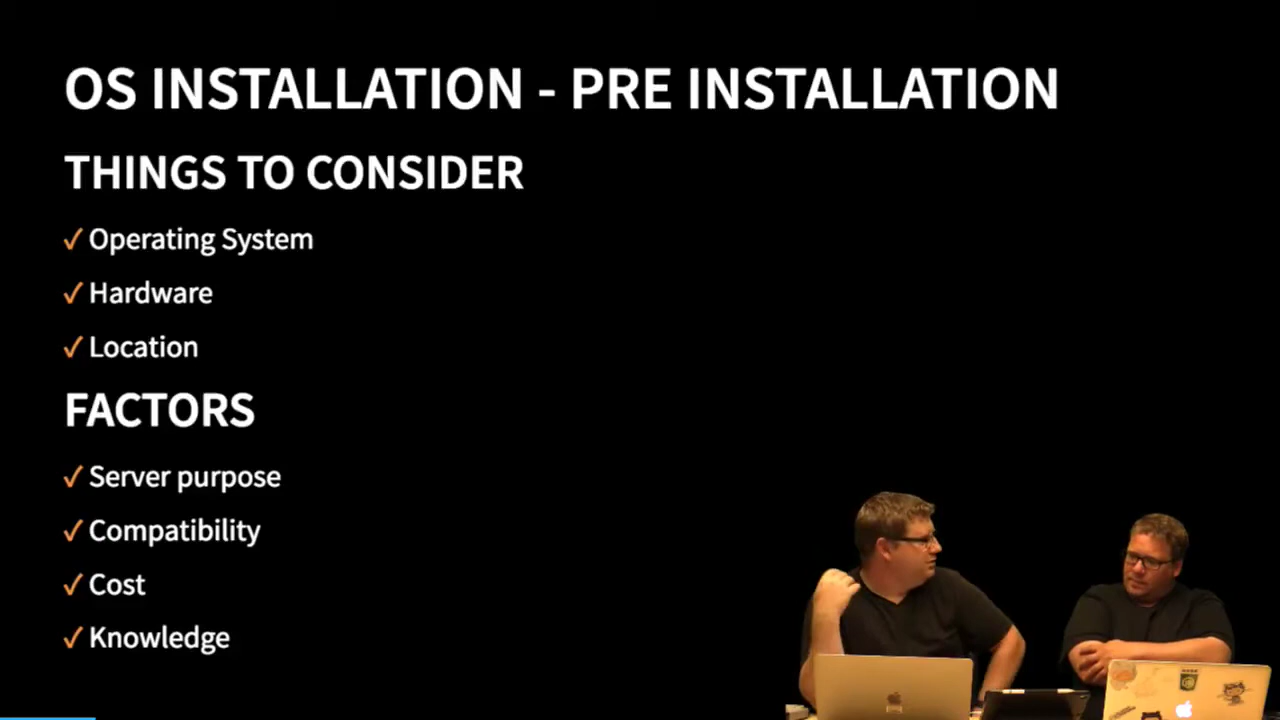 OS INSTALLATION - PRE INSTALLATION
THINGS TO CONSIDER
✓ Operating System
✓ Hardware
✓ Location
FACTORS
✓ Server purpose
✓ Compatibility
✓ Cost
✓ Knowledge